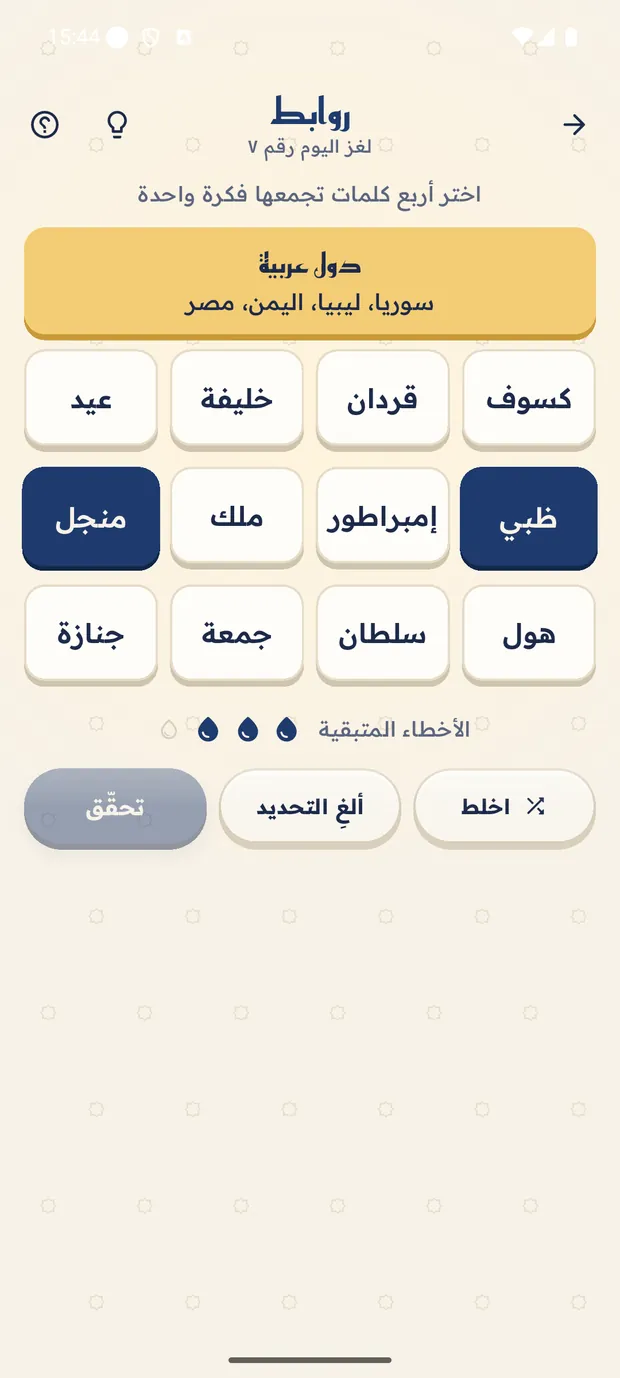 15:44
روابط
لغز اليوم رقم ٧
اختر أربع كلمات تجمعها فكرة واحدة
دول عربية
سوريا، ليبيا، اليمن، مصر
كسوف قردان خليفة عيد
ظبي إمبراطور ملك منجل
هول سلطان جمعة جنازة
الأخطاء المتبقية
اخلط ألغِ التحديد تحقّق